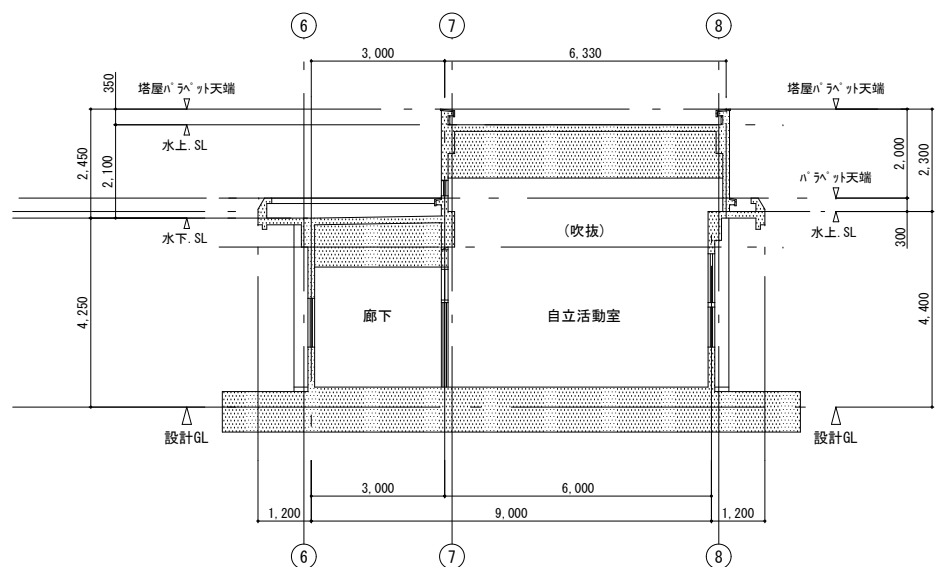 6
7
8
3,000
6,330
350
塔屋ﾊﾟﾗﾍﾟｯﾄ天端
塔屋ﾊﾟﾗﾍﾟｯﾄ天端
水上.SL
2,450
2,100
2,000
2,300
ﾊﾟﾗﾍﾟｯﾄ天端
水下.SL
(吹抜)
水上.SL
300
4,250
廊下
自立活動室
4,400
設計GL
設計GL
3,000
6,000
1,200
9,000
1,200
6
7
8